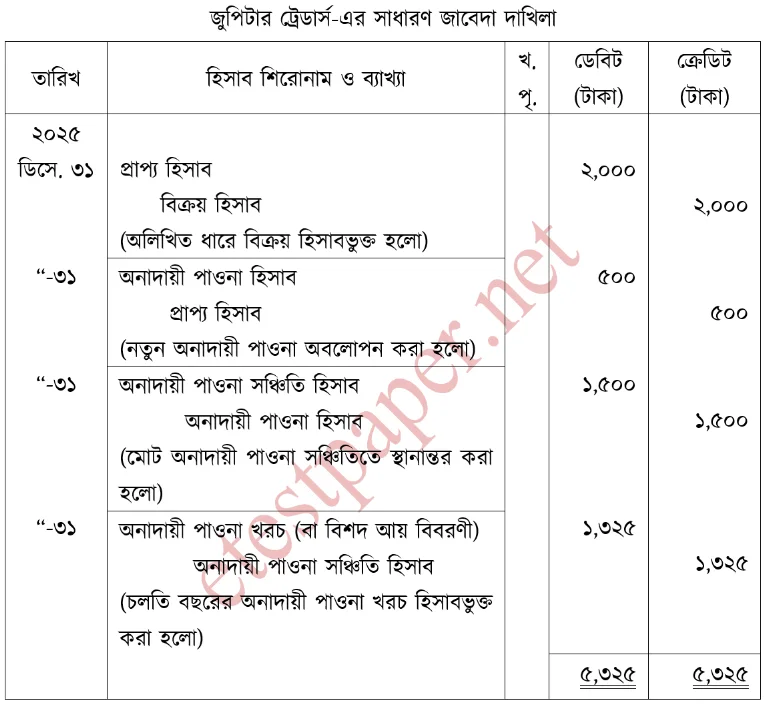 জুপিটার ট্রেডার্স-এর সাধারণ জাবেদা দাখিলা
তারিখ হিসাব শিরোনাম ও ব্যাখ্যা খ. পৃ. ডেবিট (টাকা) ক্রেডিট (টাকা)
২০২৫
ডিসে. ৩১ প্রাপ্য হিসাব ২,০০০
বিক্রয় হিসাব ২,০০০
(অলিখিত ধারে বিক্রয় হিসাবভুক্ত হলো)
“-৩১ অনাদায়ী পাওনা হিসাব ৫০০
প্রাপ্য হিসাব ৫০০
(নতুন অনাদায়ী পাওনা অবলোপন করা হলো)
“-৩১ অনাদায়ী পাওনা সঞ্চিতি হিসাব ১,৫০০
অনাদায়ী পাওনা হিসাব ১,৫০০
(মোট অনাদায়ী পাওনা সঞ্চিতিতে স্থানান্তর করা
হলো)
“-৩১ অনাদায়ী পাওনা খরচ (বা বিশদ আয় বিবরণী) ১,৩২৫
অনাদায়ী পাওনা সঞ্চিতি হিসাব ১,৩২৫
(চলতি বছরের অনাদায়ী পাওনা খরচ হিসাবভুক্ত
করা হলো)
৫,৩২৫ ৫,৩২৫
etestpaper.net